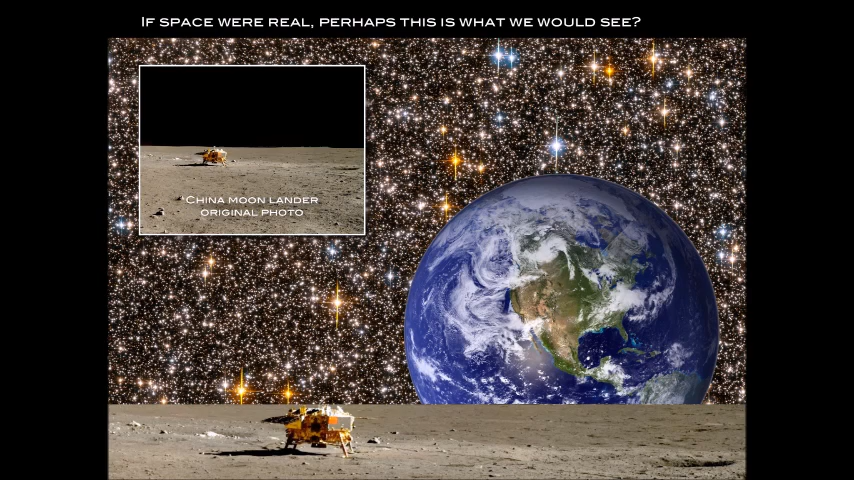 If space were real, perhaps this is what we would see?
*China moon lander
original photo